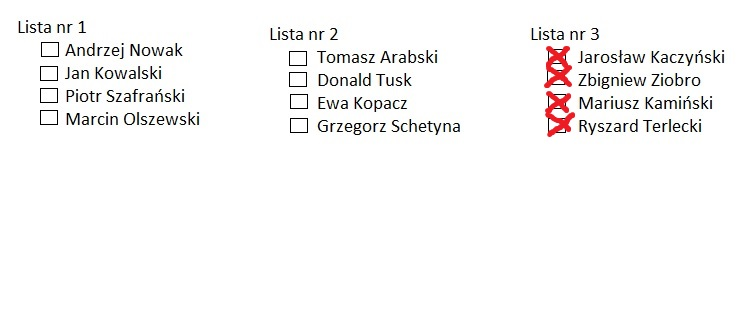 Lista nr 1
Andrzej Nowak
Jan Kowalski
Piotr Szafrański
Marcin Olszewski
Lista nr 2
Tomasz Arabski
Donald Tusk
Ewa Kopacz
Grzegorz Schetyna
Lista nr 3
Jarosław Kaczyński
Zbigniew Ziobro
Mariusz Kamiński
Ryszard Terlecki